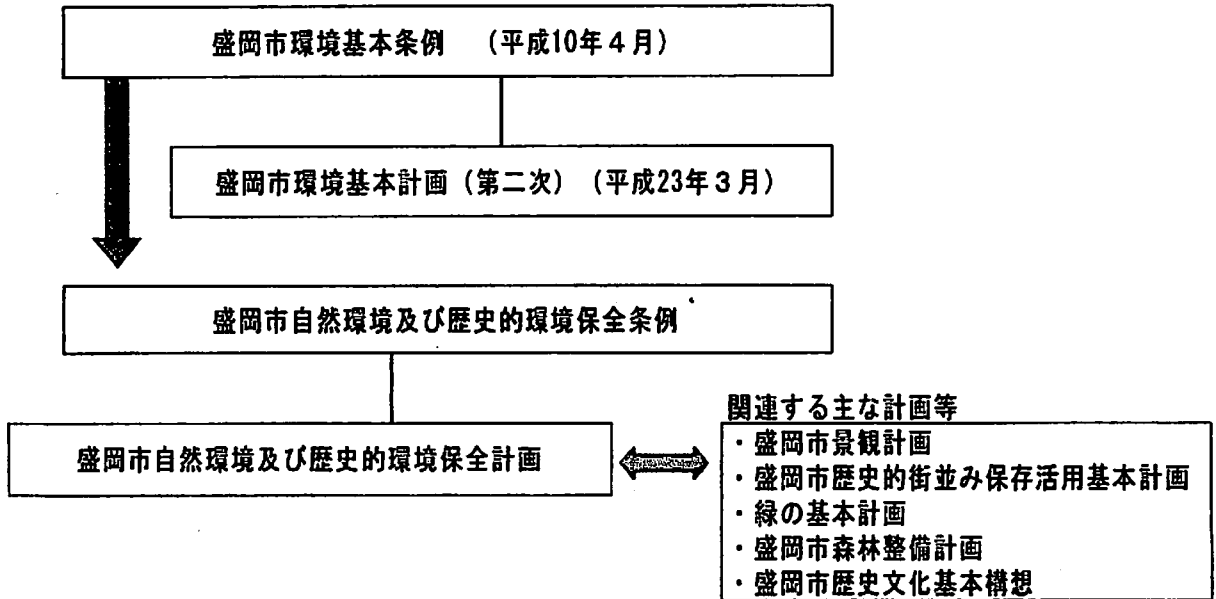 盛岡市環境基本条例　（平成10年４月）
盛岡市環境基本計画（第二次）（平成23年３月）
盛岡市自然環境及び歴史的環境保全条例
盛岡市自然環境及び歴史的環境保全計画
関連する主な計画等
・盛岡市景観計画
・盛岡市歴史的街並み保存活用基本計画
・緑の基本計画
・盛岡市森林整備計画
・盛岡市歴史文化基本構想